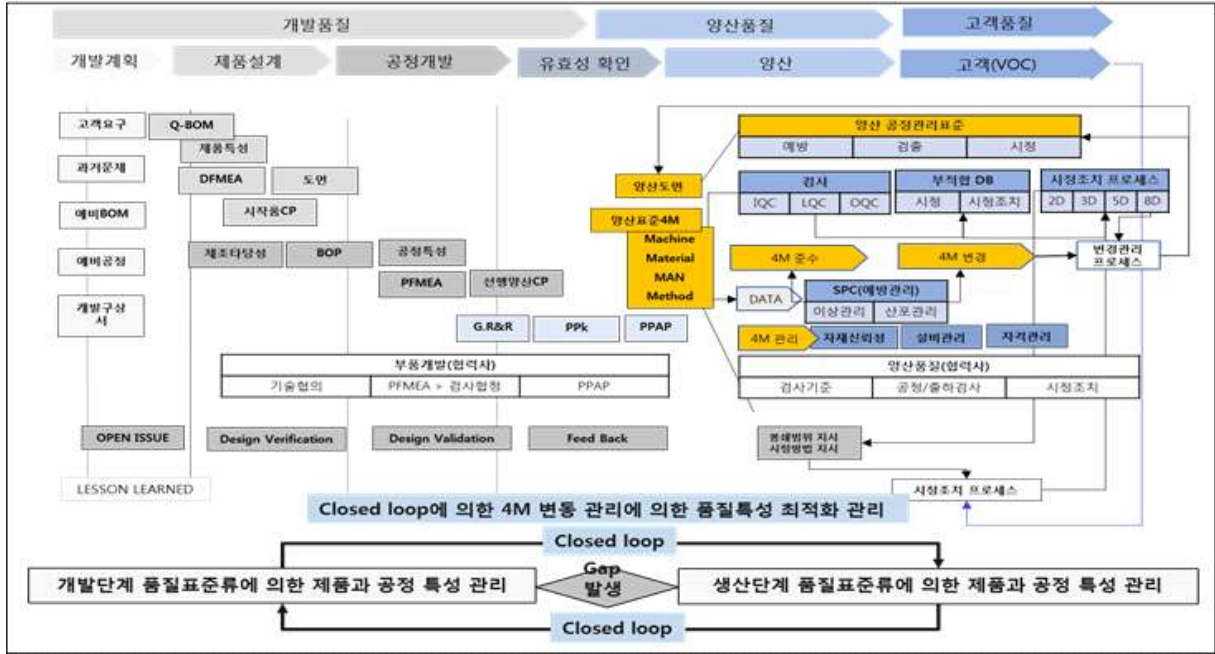 개발품질
양산품질
고객품질
개발계획
제품설계
공정개발
유효성 확인
양산
고객(VOC)
고객요구
Q-BOM
제품특성
과거문제
DFMEA
도면
시작품CP
예비BOM
예비공정
제조타당성
BOP
공정특성
PFMEA
선행양산CP
개발구상
서
G.R&R
PPk
PPAP
부품개발(협력사)
기술협의
PFMEA > 검사협정
PPAP
OPEN ISSUE
Design Verification
Design Validation
Feed Back
LESSON LEARNED
양산 공정관리표준
예방
검출
시정
양산도면
검사
IQC
LQC
OQC
부적합 DB
시정
시정조치
시정조치 프로세스
2D
3D
5D
8D
양산표준4M
Machine
Material
MAN
Method
4M 준수
4M 변경
변경관리
프로세스
DATA
SPC(예방관리)
이상관리
산포관리
4M 관리
자재신뢰성
설비관리
자격관리
양산품질(협력사)
검사기준
공정/출하검사
시정조치
봉쇄범위 지시
시정방법 지시
시정조치 프로세스
Closed loop에 의한 4M 변동 관리에 의한 품질특성 최적화 관리
Closed loop
개발단계 품질표준류에 의한 제품과 공정 특성 관리
Gap
발생
생산단계 품질표준류에 의한 제품과 공정 특성 관리
Closed loop